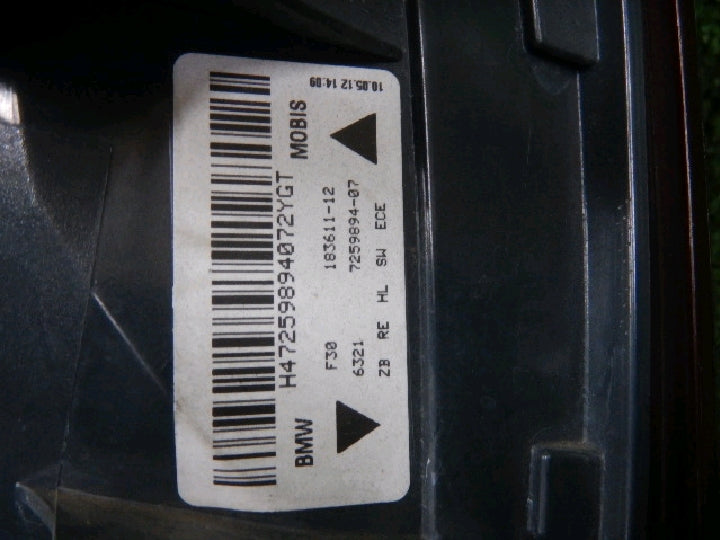 H47259894072YGT
BMW MOBIS 10.05.12 14:09
F30 183611-12
6321 7259894-07
ZB RE HL SW ECE